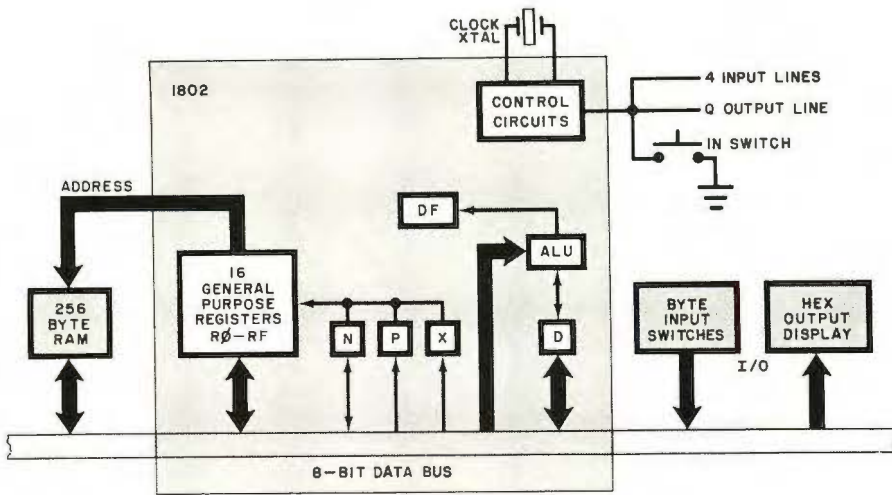 CLOCK
XTAL
1802
CONTROL
CIRCUITS
4 INPUT LINES
Q OUTPUT LINE
IN SWITCH
ADDRESS
DF
ALU
256
BYTE
RAM
16
GENERAL
PURPOSE
REGISTERS
RØ-RF
N
P
X
D
BYTE
INPUT
SWITCHES
HEX
OUTPUT
DISPLAY
I/O
8-BIT DATA BUS